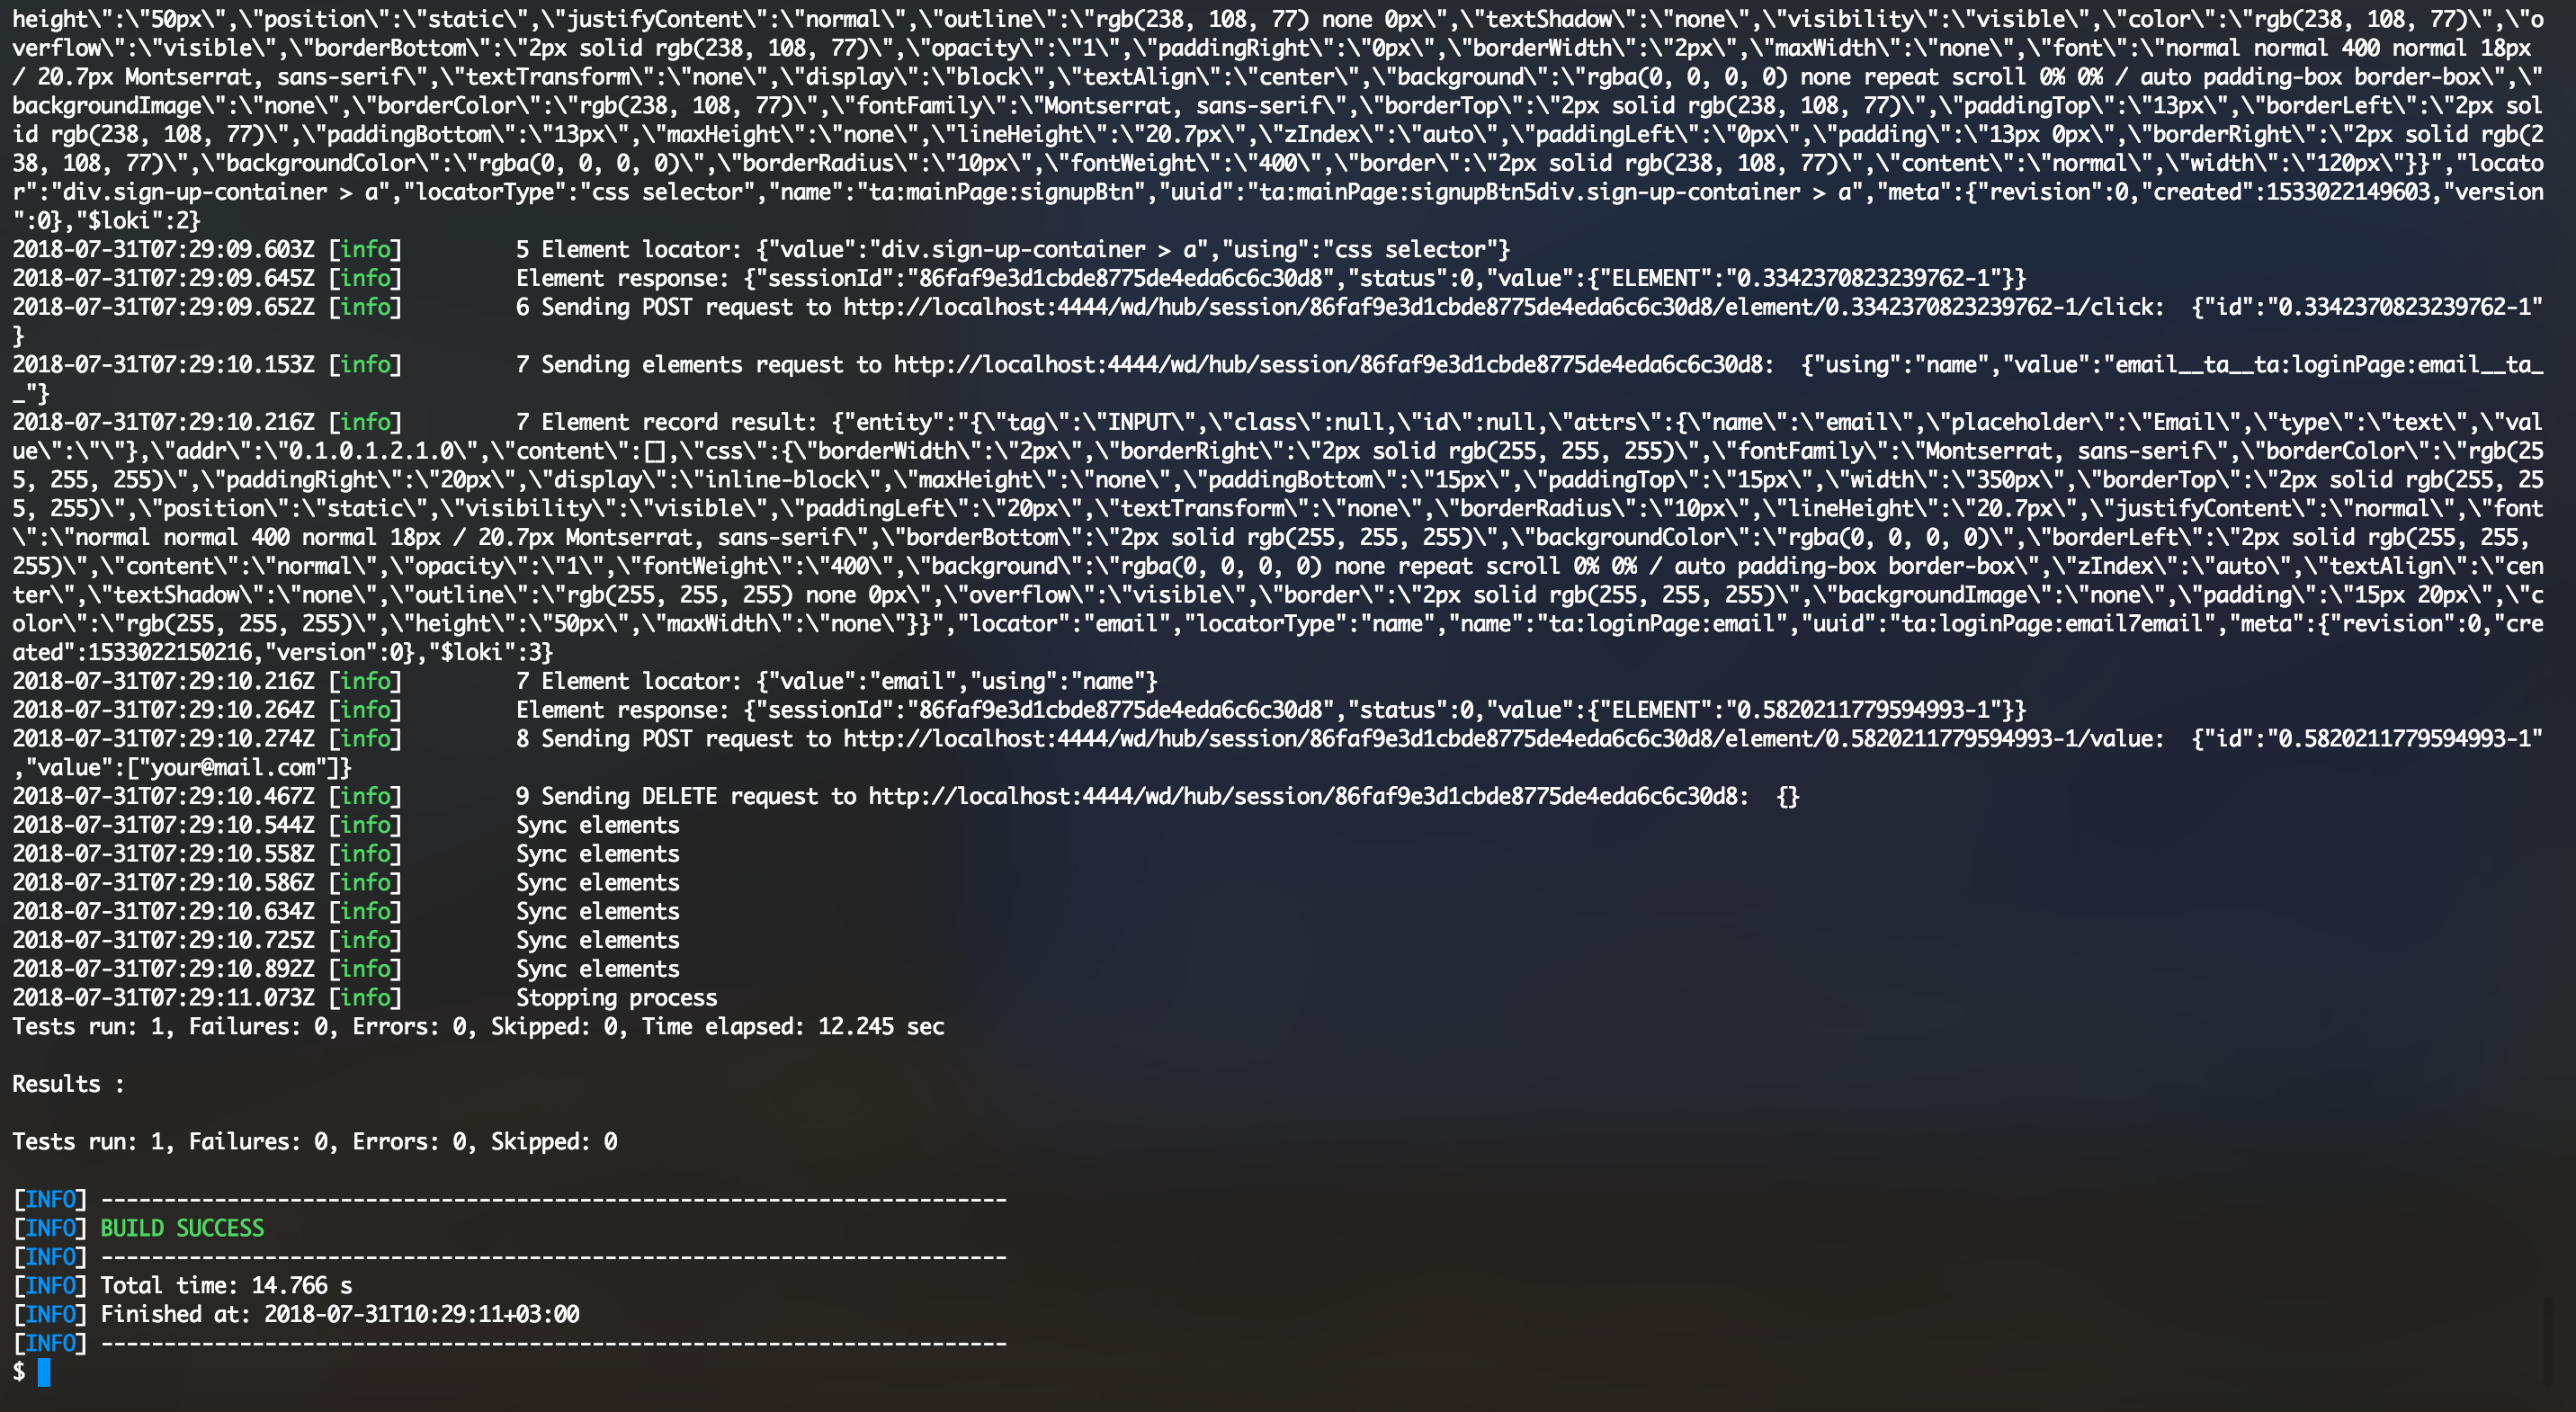 height\":\"50px\",\"position\":\"static\",\"justifyContent\":\"normal\",\"outline\":\"rgb(238, 108, 77) none 0px\",\"textShadow\":\"none\",\"visibility\":\"visible\",\"color\":\"rgb(238, 108, 77)\",\"o
verflow\":\"visible\",\"borderBottom\":\"2px solid rgb(238, 108, 77)\",\"opacity\":\"1\",\"paddingRight\":\"0px\",\"borderWidth\":\"2px\",\"maxWidth\":\"none\",\"font\":\"normal normal 400 normal 18px
/ 20.7px Montserrat, sans-serif\",\"textTransform\":\"none\",\"display\":\"block\",\"textAlign\":\"center\",\"background\":\"rgba(0, 0, 0, 0) none repeat scroll 0% 0% / auto padding-box border-box\",\"
backgroundImage\":\"none\",\"borderColor\":\"rgb(238, 108, 77)\",\"fontFamily\":\"Montserrat, sans-serif\",\"borderTop\":\"2px solid rgb(238, 108, 77)\",\"paddingTop\":\"13px\",\"borderLeft\":\"2px sol
id rgb(238, 108, 77)\",\"paddingBottom\":\"13px\",\"maxHeight\":\"none\",\"lineHeight\":\"20.7px\",\"zIndex\":\"auto\",\"paddingLeft\":\"0px\",\"padding\":\"13px 0px\",\"borderRight\":\"2px solid rgb(2
38, 108, 77)\",\"backgroundColor\":\"rgba(0, 0, 0, 0)\",\"borderRadius\":\"10px\",\"fontWeight\":\"400\",\"border\":\"2px solid rgb(238, 108, 77)\",\"content\":\"normal\",\"width\":\"120px\"}}","locato
r":"div.sign-up-container > a","locatorType":"css selector","name":"ta:mainPage:signupBtn","uuid":"ta:mainPage:signupBtn5div.sign-up-container > a","meta":{"revision":0,"created":1533022149603,"version
":0},"$loki":2}
2018-07-31T07:29:09.603Z [info] 5 Element locator: {"value":"div.sign-up-container > a","using":"css selector"}
2018-07-31T07:29:09.645Z [info] Element response: {"sessionId":"86faf9e3d1cbde8775de4eda6c6c30d8","status":0,"value":{"ELEMENT":"0.3342370823239762-1"}}
2018-07-31T07:29:09.652Z [info] 6 Sending POST request to http://localhost:4444/wd/hub/session/86faf9e3d1cbde8775de4eda6c6c30d8/element/0.3342370823239762-1/click:  {"id":"0.3342370823239762-1"
}
2018-07-31T07:29:10.153Z [info] 7 Sending elements request to http://localhost:4444/wd/hub/session/86faf9e3d1cbde8775de4eda6c6c30d8:  {"using":"name","value":"email__ta__ta:loginPage:email__ta_
_"}
2018-07-31T07:29:10.216Z [info] 7 Element record result: {"entity":"{\"tag\":\"INPUT\",\"class\":null,\"id\":null,\"attrs\":{\"name\":\"email\",\"placeholder\":\"Email\",\"type\":\"text\",\"val
ue\":\"\"},\"addr\":\"0.1.0.1.2.1.0\",\"content\":[],\"css\":{\"borderWidth\":\"2px\",\"borderRight\":\"2px solid rgb(255, 255, 255)\",\"fontFamily\":\"Montserrat, sans-serif\",\"borderColor\":\"rgb(25
5, 255, 255)\",\"paddingRight\":\"20px\",\"display\":\"inline-block\",\"maxHeight\":\"none\",\"paddingBottom\":\"15px\",\"paddingTop\":\"15px\",\"width\":\"350px\",\"borderTop\":\"2px solid rgb(255, 25
5, 255)\",\"position\":\"static\",\"visibility\":\"visible\",\"paddingLeft\":\"20px\",\"textTransform\":\"none\",\"borderRadius\":\"10px\",\"lineHeight\":\"20.7px\",\"justifyContent\":\"normal\",\"font
\":\"normal normal 400 normal 18px / 20.7px Montserrat, sans-serif\",\"borderBottom\":\"2px solid rgb(255, 255, 255)\",\"backgroundColor\":\"rgba(0, 0, 0, 0)\",\"borderLeft\":\"2px solid rgb(255, 255,
255)\",\"content\":\"normal\",\"opacity\":\"1\",\"fontWeight\":\"400\",\"background\":\"rgba(0, 0, 0, 0) none repeat scroll 0% 0% / auto padding-box border-box\",\"zIndex\":\"auto\",\"textAlign\":\"cen
ter\",\"textShadow\":\"none\",\"outline\":\"rgb(255, 255, 255) none 0px\",\"overflow\":\"visible\",\"border\":\"2px solid rgb(255, 255, 255)\",\"backgroundImage\":\"none\",\"padding\":\"15px 20px\",\"c
olor\":\"rgb(255, 255, 255)\",\"height\":\"50px\",\"maxWidth\":\"none\"}}","locator":"email","locatorType":"name","name":"ta:loginPage:email","uuid":"ta:loginPage:email7email","meta":{"revision":0,"cre
ated":1533022150216,"version":0},"$loki":3}
2018-07-31T07:29:10.216Z [info] 7 Element locator: {"value":"email","using":"name"}
2018-07-31T07:29:10.264Z [info] Element response: {"sessionId":"86faf9e3d1cbde8775de4eda6c6c30d8","status":0,"value":{"ELEMENT":"0.5820211779594993-1"}}
2018-07-31T07:29:10.274Z [info] 8 Sending POST request to http://localhost:4444/wd/hub/session/86faf9e3d1cbde8775de4eda6c6c30d8/element/0.5820211779594993-1/value:  {"id":"0.5820211779594993-1"
,"value":["your@mail.com"]}
2018-07-31T07:29:10.467Z [info] 9 Sending DELETE request to http://localhost:4444/wd/hub/session/86faf9e3d1cbde8775de4eda6c6c30d8:  {}
2018-07-31T07:29:10.544Z [info] Sync elements
2018-07-31T07:29:10.558Z [info] Sync elements
2018-07-31T07:29:10.586Z [info] Sync elements
2018-07-31T07:29:10.634Z [info] Sync elements
2018-07-31T07:29:10.725Z [info] Sync elements
2018-07-31T07:29:10.892Z [info] Sync elements
2018-07-31T07:29:11.073Z [info] Stopping process
Tests run: 1, Failures: 0, Errors: 0, Skipped: 0, Time elapsed: 12.245 sec
Results :
Tests run: 1, Failures: 0, Errors: 0, Skipped: 0
[INFO] ------------------------------------------------------------------------
[INFO] BUILD SUCCESS
[INFO] ------------------------------------------------------------------------
[INFO] Total time: 14.766 s
[INFO] Finished at: 2018-07-31T10:29:11+03:00
[INFO] ------------------------------------------------------------------------
$